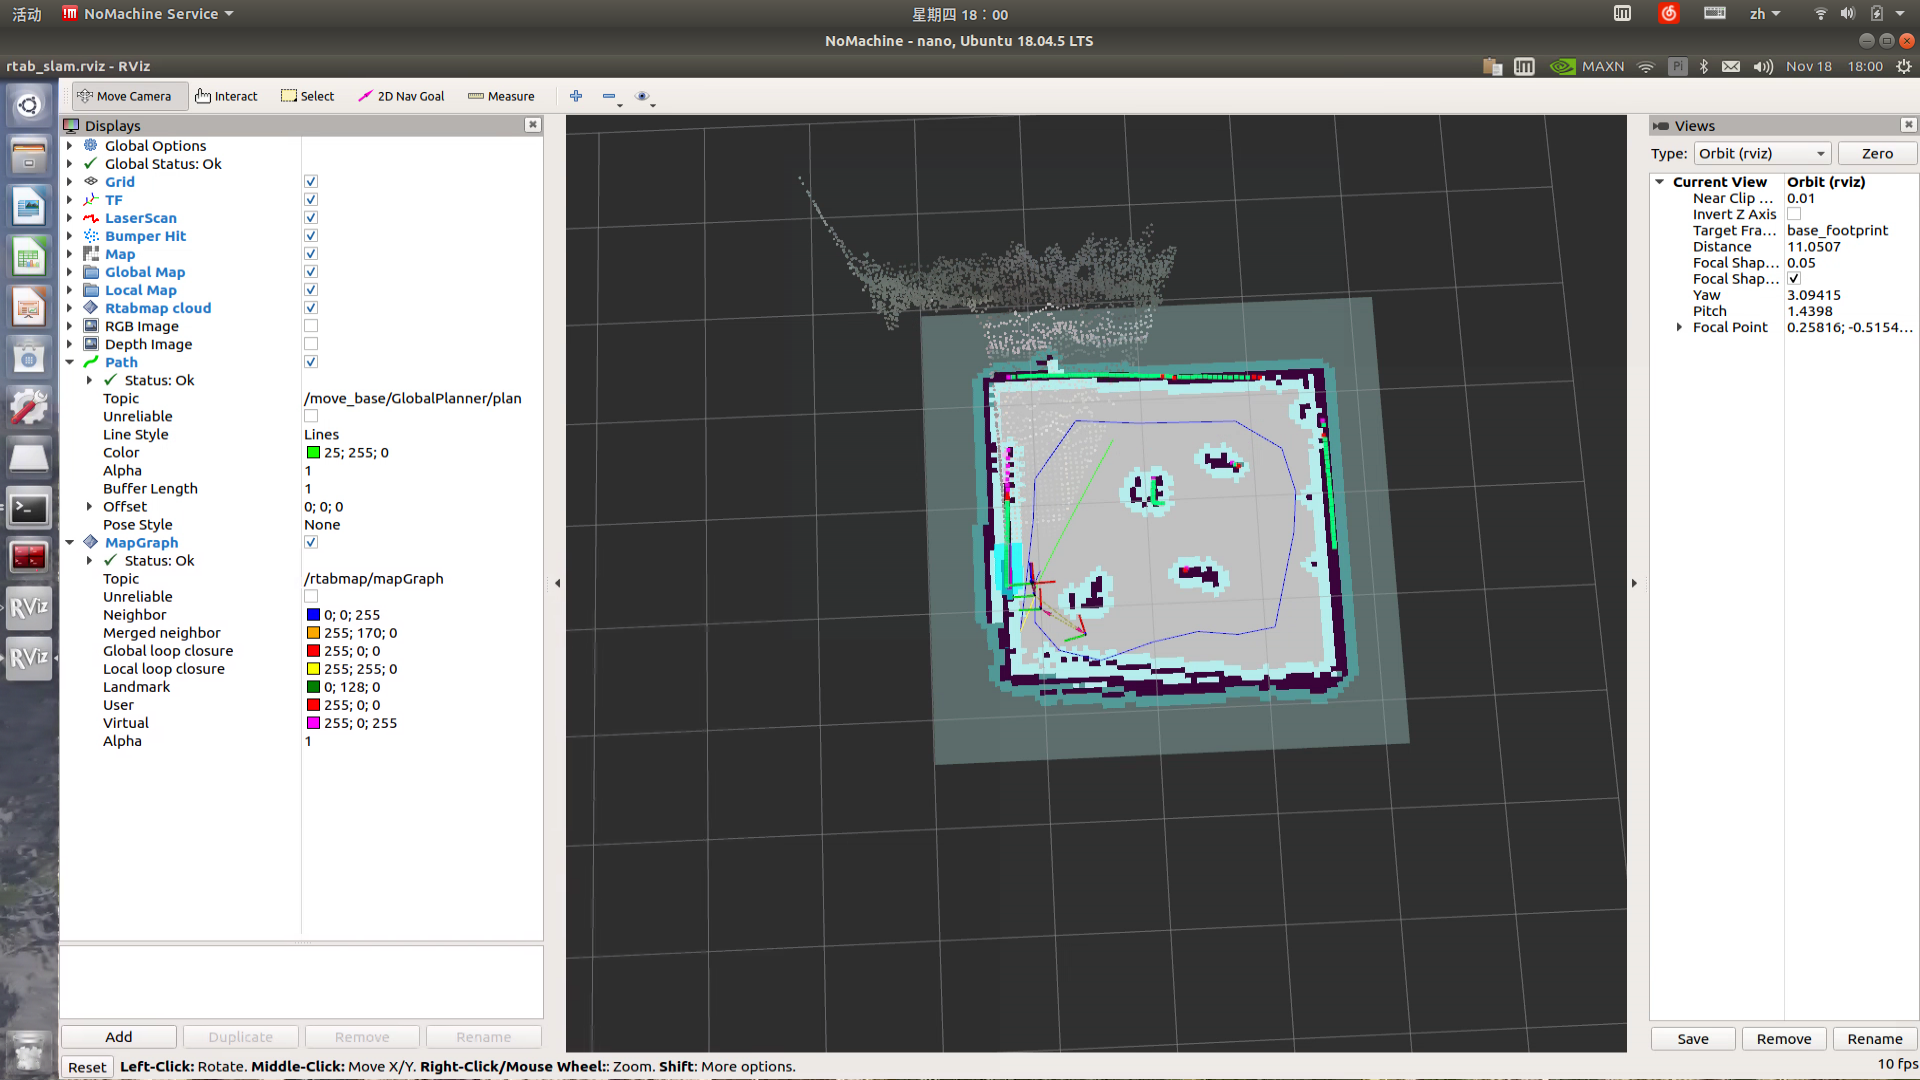 活动 NoMachine Service 星期四 18：00 zh
NoMachine - nano, Ubuntu 18.04.5 LTS
rtab_slam.rviz - RViz MAXN Pi Nov 18 18:00
Move Camera Interact Select 2D Nav Goal Measure
Displays
Global Options
Global Status: Ok
Grid
TF
LaserScan
Bumper Hit
Map
Global Map
Local Map
Rtabmap cloud
RGB Image
Depth Image
Path
Status: Ok
Topic /move_base/GlobalPlanner/plan
Unreliable
Line Style Lines
Color 25; 255; 0
Alpha 1
Buffer Length 1
Offset 0; 0; 0
Pose Style None
MapGraph
Status: Ok
Topic /rtabmap/mapGraph
Unreliable
Neighbor 0; 0; 255
Merged neighbor 255; 170; 0
Global loop closure 255; 0; 0
Local loop closure 255; 255; 0
Landmark 0; 128; 0
User 255; 0; 0
Virtual 255; 0; 255
Alpha 1
Add Duplicate Remove Rename
Views
Type: Orbit (rviz) Zero
Current View Orbit (rviz)
Near Clip ... 0.01
Invert Z Axis
Target Fra... base_footprint
Distance 11.0507
Focal Shap... 0.05
Focal Shap...
Yaw 3.09415
Pitch 1.4398
Focal Point 0.25816; -0.5154...
Save Remove Rename
RViz
RViz
Reset Left-Click: Rotate. Middle-Click: Move X/Y. Right-Click/Mouse Wheel:: Zoom. Shift: More options. 10 fps